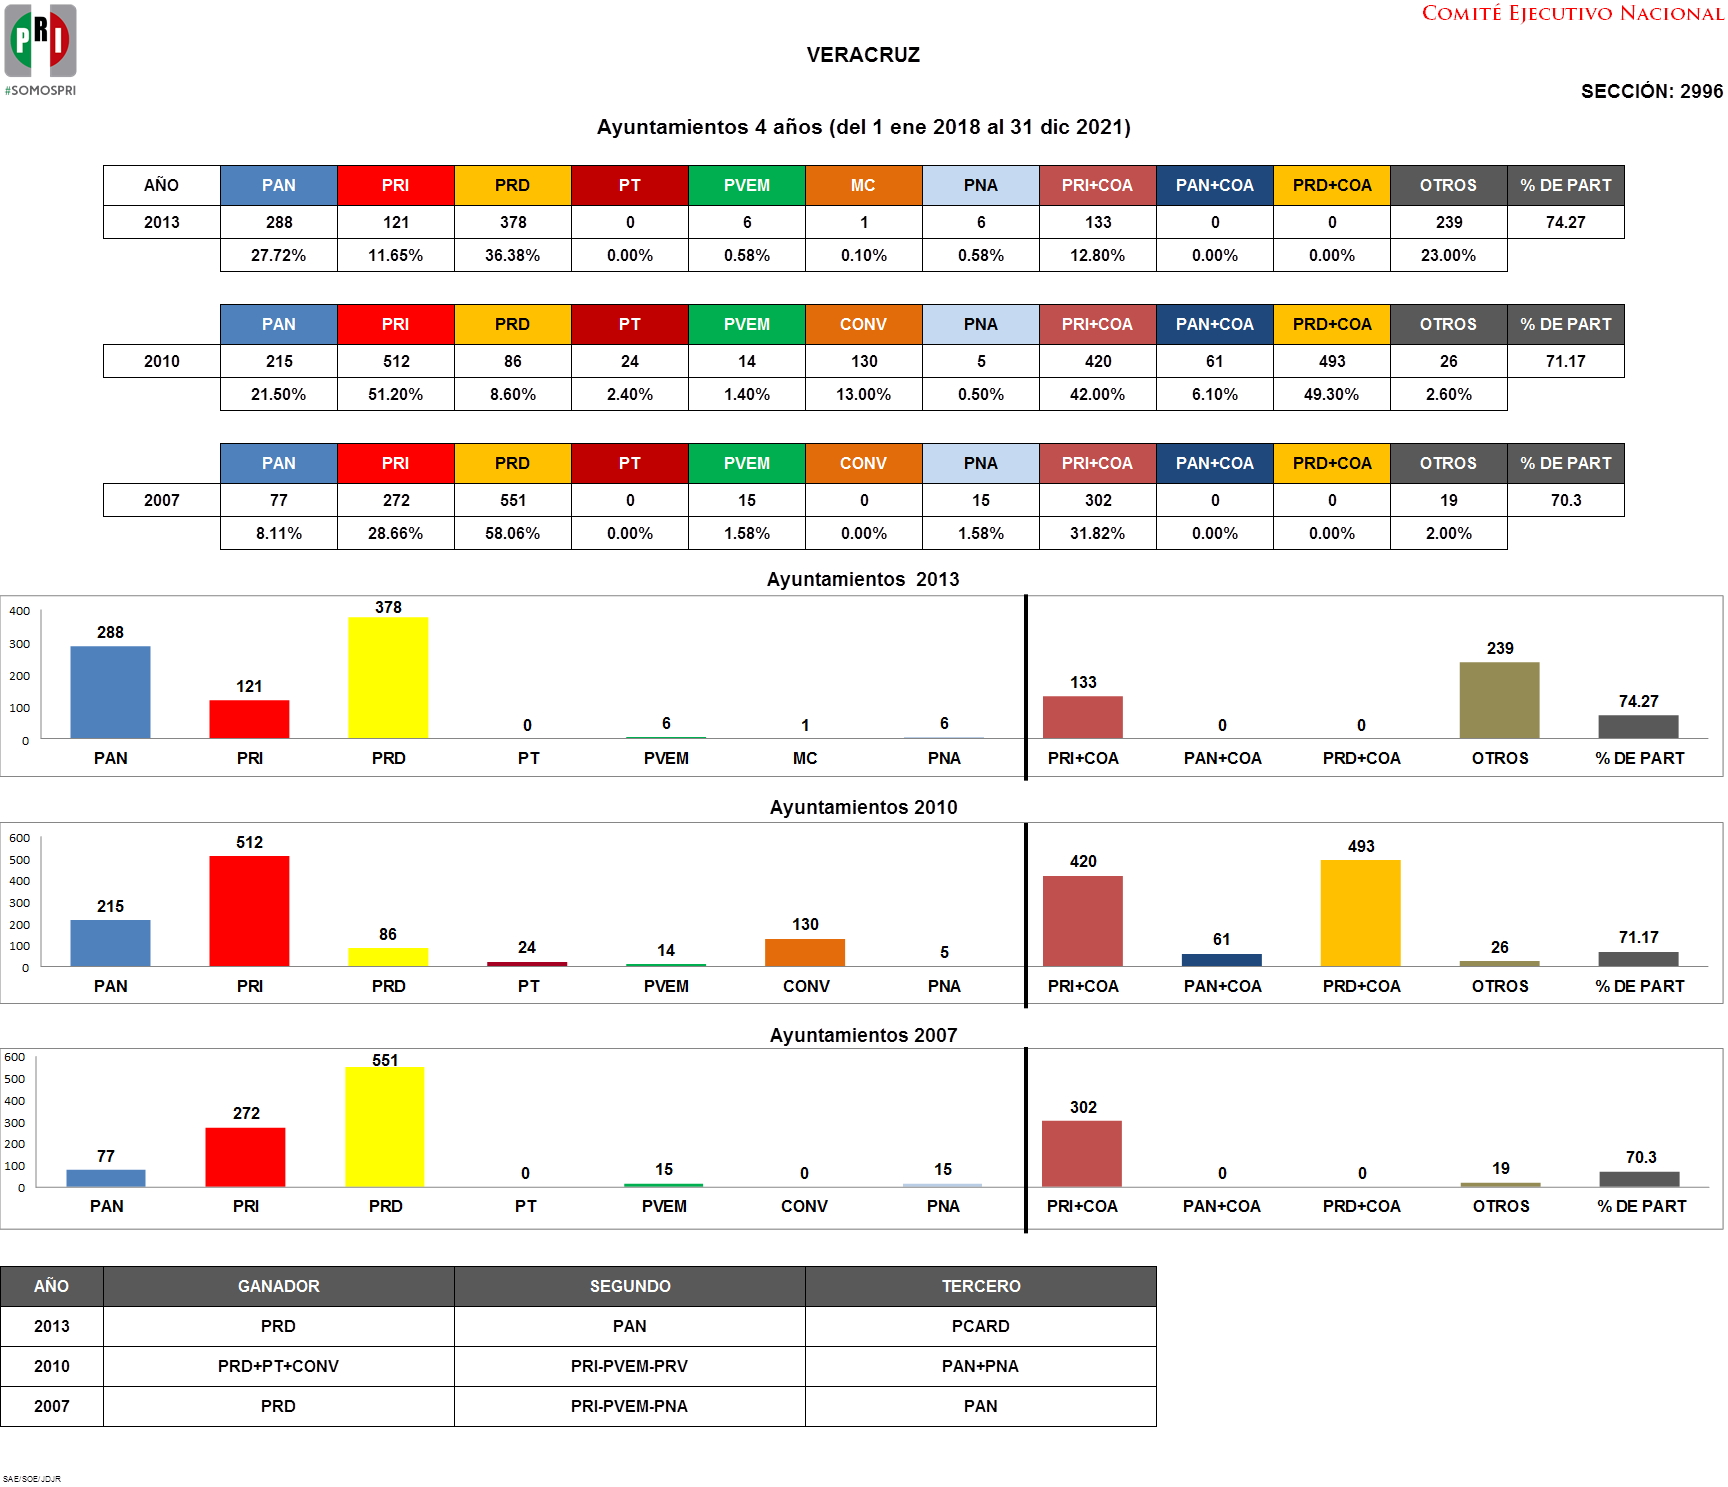 PRI
#SOMOSPRI
COMITÉ EJECUTIVO NACIONAL
VERACRUZ
SECCIÓN: 2996
Ayuntamientos 4 años (del 1 ene 2018 al 31 dic 2021)
AÑO PAN PRI PRD PT PVEM MC PNA PRI+COA PAN+COA PRD+COA OTROS % DE PART
2013 288 121 378 0 6 1 6 133 0 0 239 74.27
27.72% 11.65% 36.38% 0.00% 0.58% 0.10% 0.58% 12.80% 0.00% 0.00% 23.00%
PAN PRI PRD PT PVEM CONV PNA PRI+COA PAN+COA PRD+COA OTROS % DE PART
2010 215 512 86 24 14 130 5 420 61 493 26 71.17
21.50% 51.20% 8.60% 2.40% 1.40% 13.00% 0.50% 42.00% 6.10% 49.30% 2.60%
PAN PRI PRD PT PVEM CONV PNA PRI+COA PAN+COA PRD+COA OTROS % DE PART
2007 77 272 551 0 15 0 15 302 0 0 19 70.3
8.11% 28.66% 58.06% 0.00% 1.58% 0.00% 1.58% 31.82% 0.00% 0.00% 2.00%
Ayuntamientos 2013
400
300
200
100
0
288 121 378 0 6 1 6 133 0 0 239 74.27
PAN PRI PRD PT PVEM MC PNA PRI+COA PAN+COA PRD+COA OTROS % DE PART
Ayuntamientos 2010
600
500
400
300
200
100
0
215 512 86 24 14 130 5 420 61 493 26 71.17
PAN PRI PRD PT PVEM CONV PNA PRI+COA PAN+COA PRD+COA OTROS % DE PART
Ayuntamientos 2007
600
500
400
300
200
100
0
77 272 551 0 15 0 15 302 0 0 19 70.3
PAN PRI PRD PT PVEM CONV PNA PRI+COA PAN+COA PRD+COA OTROS % DE PART
AÑO GANADOR SEGUNDO TERCERO
2013 PRD PAN PCARD
2010 PRD+PT+CONV PRI-PVEM-PRV PAN+PNA
2007 PRD PRI-PVEM-PNA PAN
SAE/SOE/JDJR